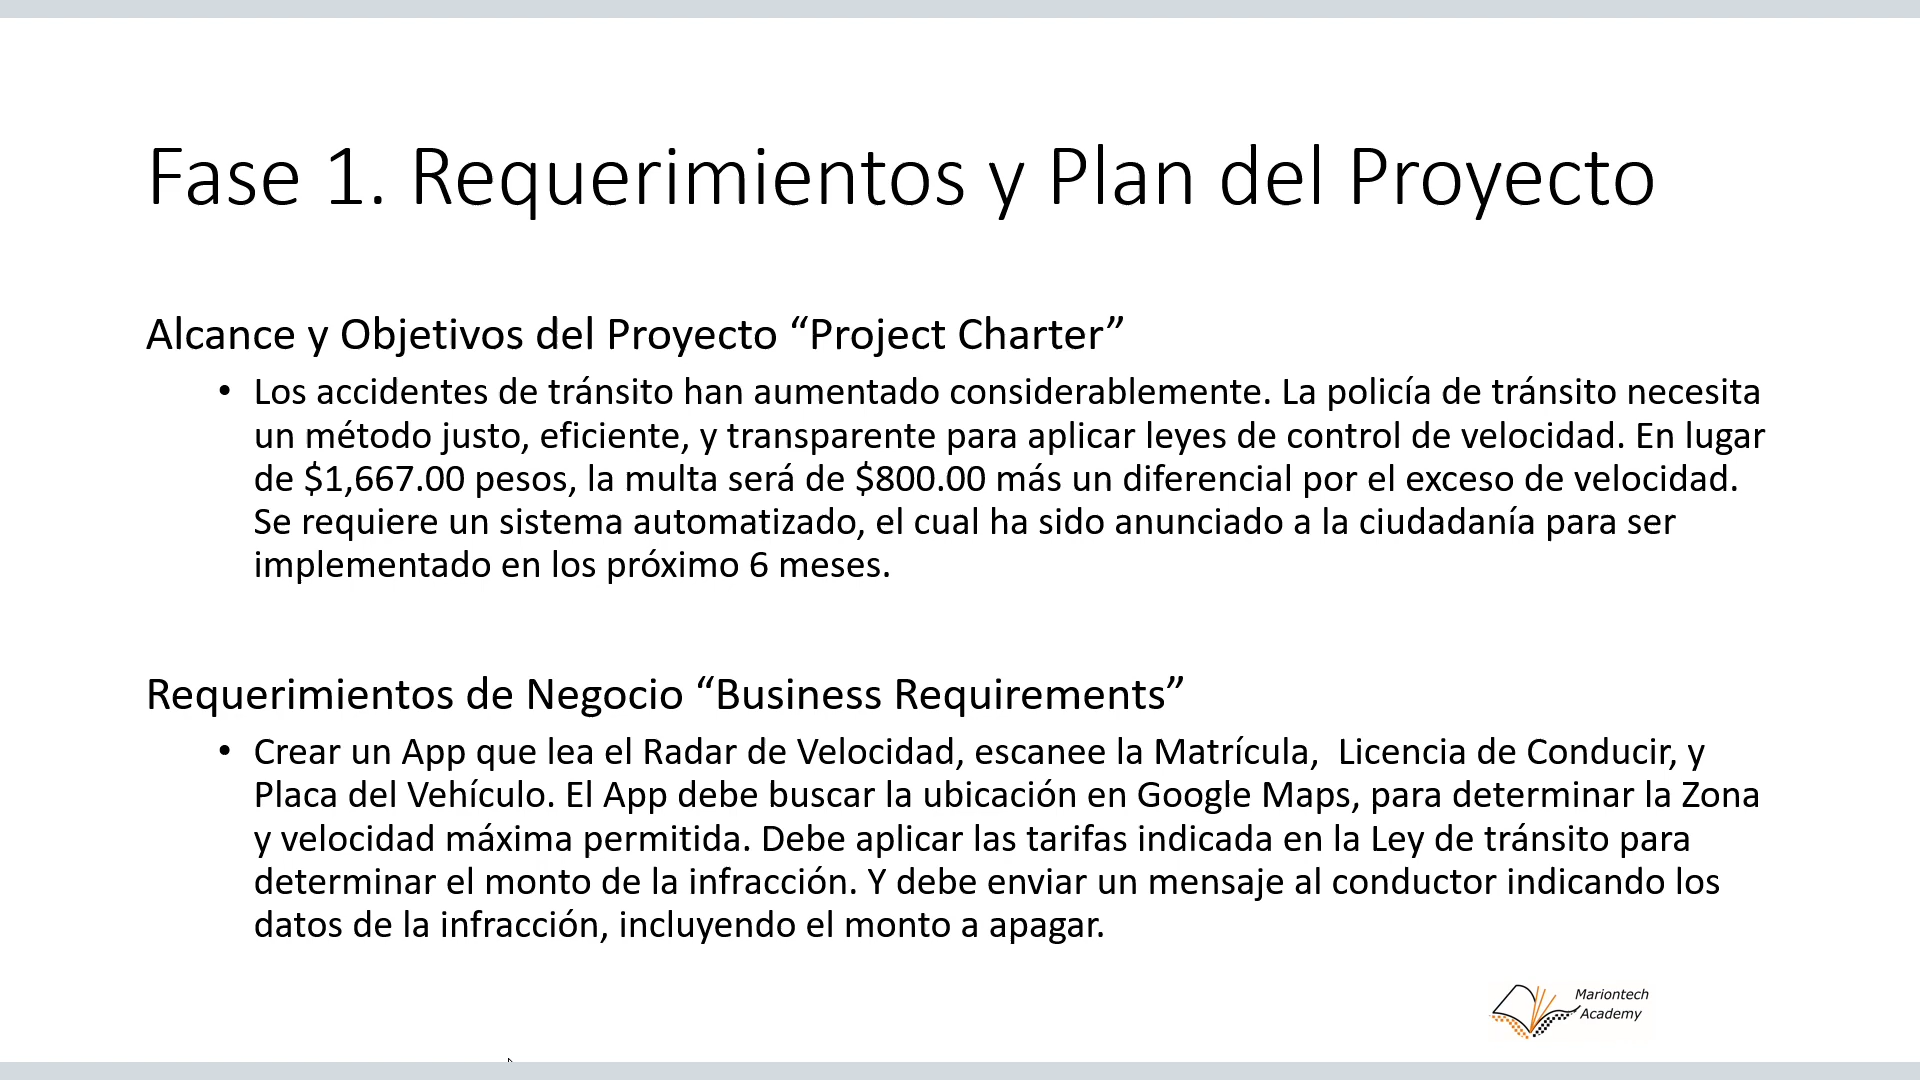 Fase 1. Requerimientos y Plan del Proyecto
Alcance y Objetivos del Proyecto “Project Charter”
• Los accidentes de tránsito han aumentado considerablemente. La policía de tránsito necesita
un método justo, eficiente, y transparente para aplicar leyes de control de velocidad. En lugar
de $1,667.00 pesos, la multa será de $800.00 más un diferencial por el exceso de velocidad.
Se requiere un sistema automatizado, el cual ha sido anunciado a la ciudadanía para ser
implementado en los próximo 6 meses.
Requerimientos de Negocio “Business Requirements”
• Crear un App que lea el Radar de Velocidad, escanee la Matrícula,  Licencia de Conducir, y
Placa del Vehículo. El App debe buscar la ubicación en Google Maps, para determinar la Zona
y velocidad máxima permitida. Debe aplicar las tarifas indicada en la Ley de tránsito para
determinar el monto de la infracción. Y debe enviar un mensaje al conductor indicando los
datos de la infracción, incluyendo el monto a apagar.
Mariontech
Academy